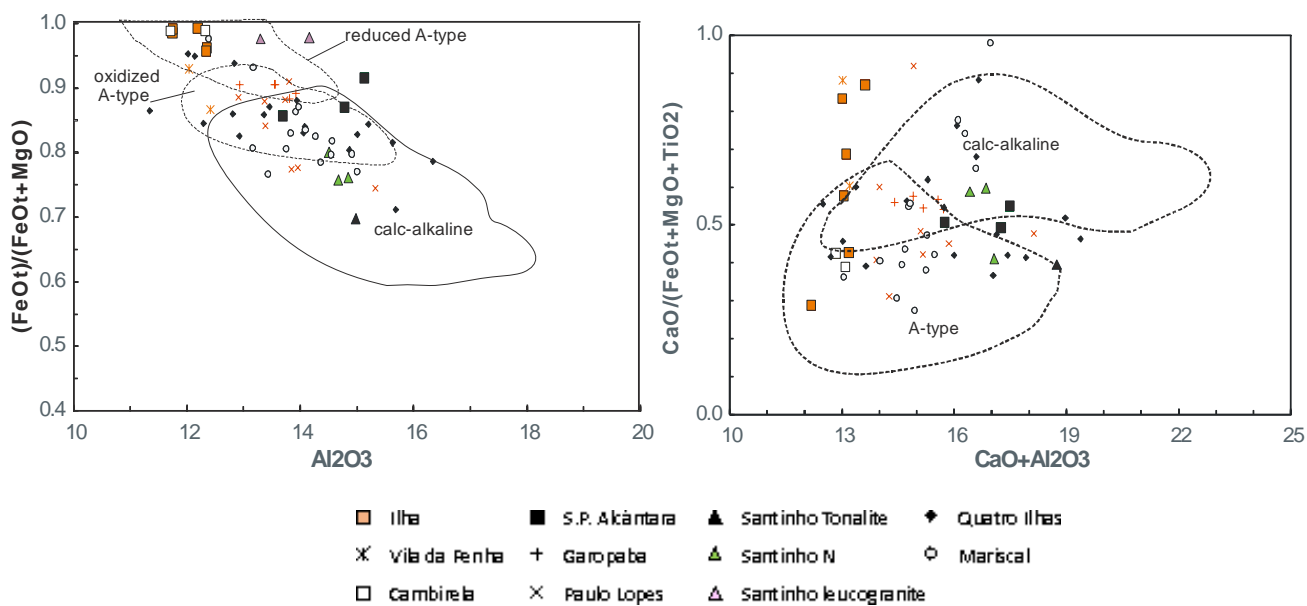 1.0
0.9
0.8
0.7
0.6
0.5
0.4
(FeOt)/(FeOt+MgO)
reduced A-type
oxidized
A-type
calc-alkaline
10
12
14
16
18
20
Al2O3
1.0
0.5
0.0
CaO/(FeOt+MgO+TiO2)
calc-alkaline
A-type
10
13
16
19
22
25
CaO+Al2O3
Ilha
S.P. Alcàntara
Santinho Tonalite
Quatro Ilhas
Vila da Penha
Garopaba
Santinho N
Mariscal
Cambirela
Paulo Lopes
Santinho leucogranite